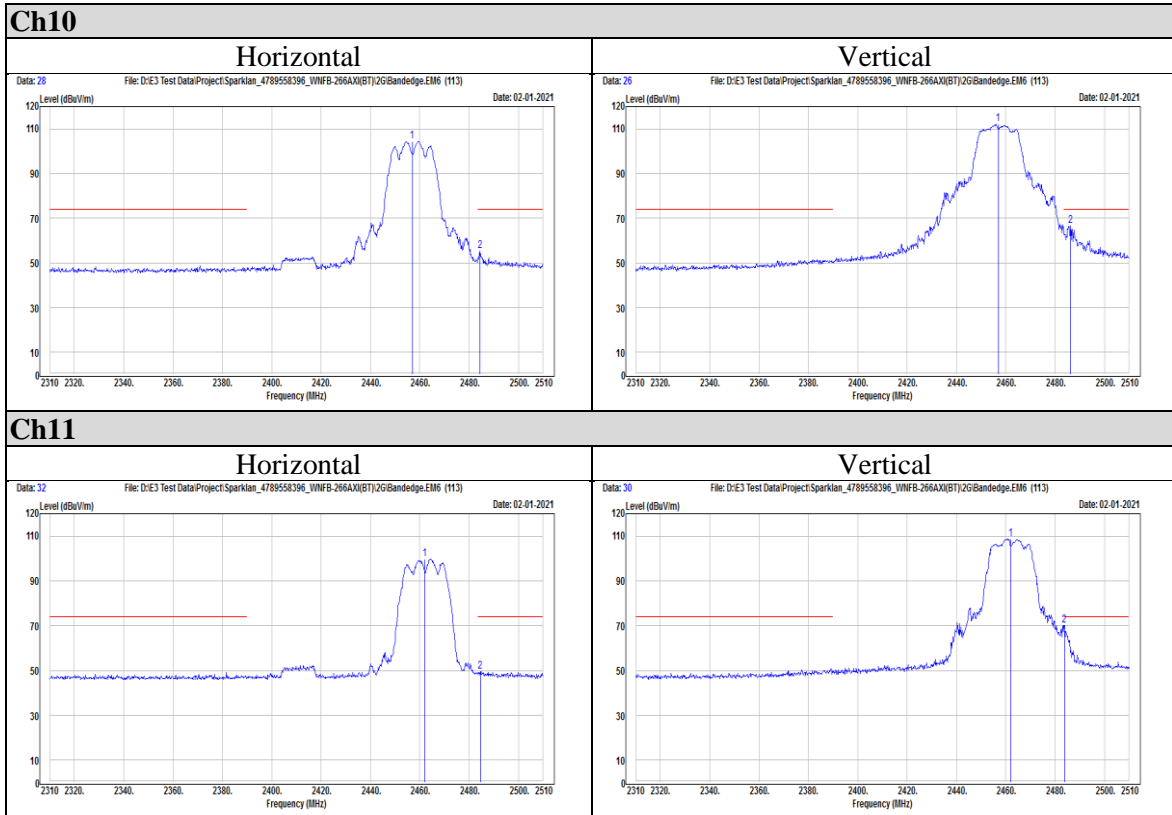 Ch10
Horizontal
Vertical
Data: 28 File: D:\E3 Test Data\Project\Sparklan_4789558396_WNFB-266AXI(BT)\2G\Bandedge.EM6 (113)
120 Level (dBuV/m) Date: 02-01-2021
110
1
90
70
2
50
30
10
0
2310 2320. 2340. 2360. 2380. 2400. 2420. 2440. 2460. 2480. 2500. 2510
Frequency (MHz)
Data: 26 File: D:\E3 Test Data\Project\Sparklan_4789558396_WNFB-266AXI(BT)\2G\Bandedge.EM6 (113)
120 Level (dBuV/m) Date: 02-01-2021
110
1
90
70
2
50
30
10
0
2310 2320. 2340. 2360. 2380. 2400. 2420. 2440. 2460. 2480. 2500. 2510
Frequency (MHz)
Ch11
Horizontal
Vertical
Data: 32 File: D:\E3 Test Data\Project\Sparklan_4789558396_WNFB-266AXI(BT)\2G\Bandedge.EM6 (113)
120 Level (dBuV/m) Date: 02-01-2021
110
1
90
70
2
50
30
10
0
2310 2320. 2340. 2360. 2380. 2400. 2420. 2440. 2460. 2480. 2500. 2510
Frequency (MHz)
Data: 30 File: D:\E3 Test Data\Project\Sparklan_4789558396_WNFB-266AXI(BT)\2G\Bandedge.EM6 (113)
120 Level (dBuV/m) Date: 02-01-2021
110
1
90
70
2
50
30
10
0
2310 2320. 2340. 2360. 2380. 2400. 2420. 2440. 2460. 2480. 2500. 2510
Frequency (MHz)